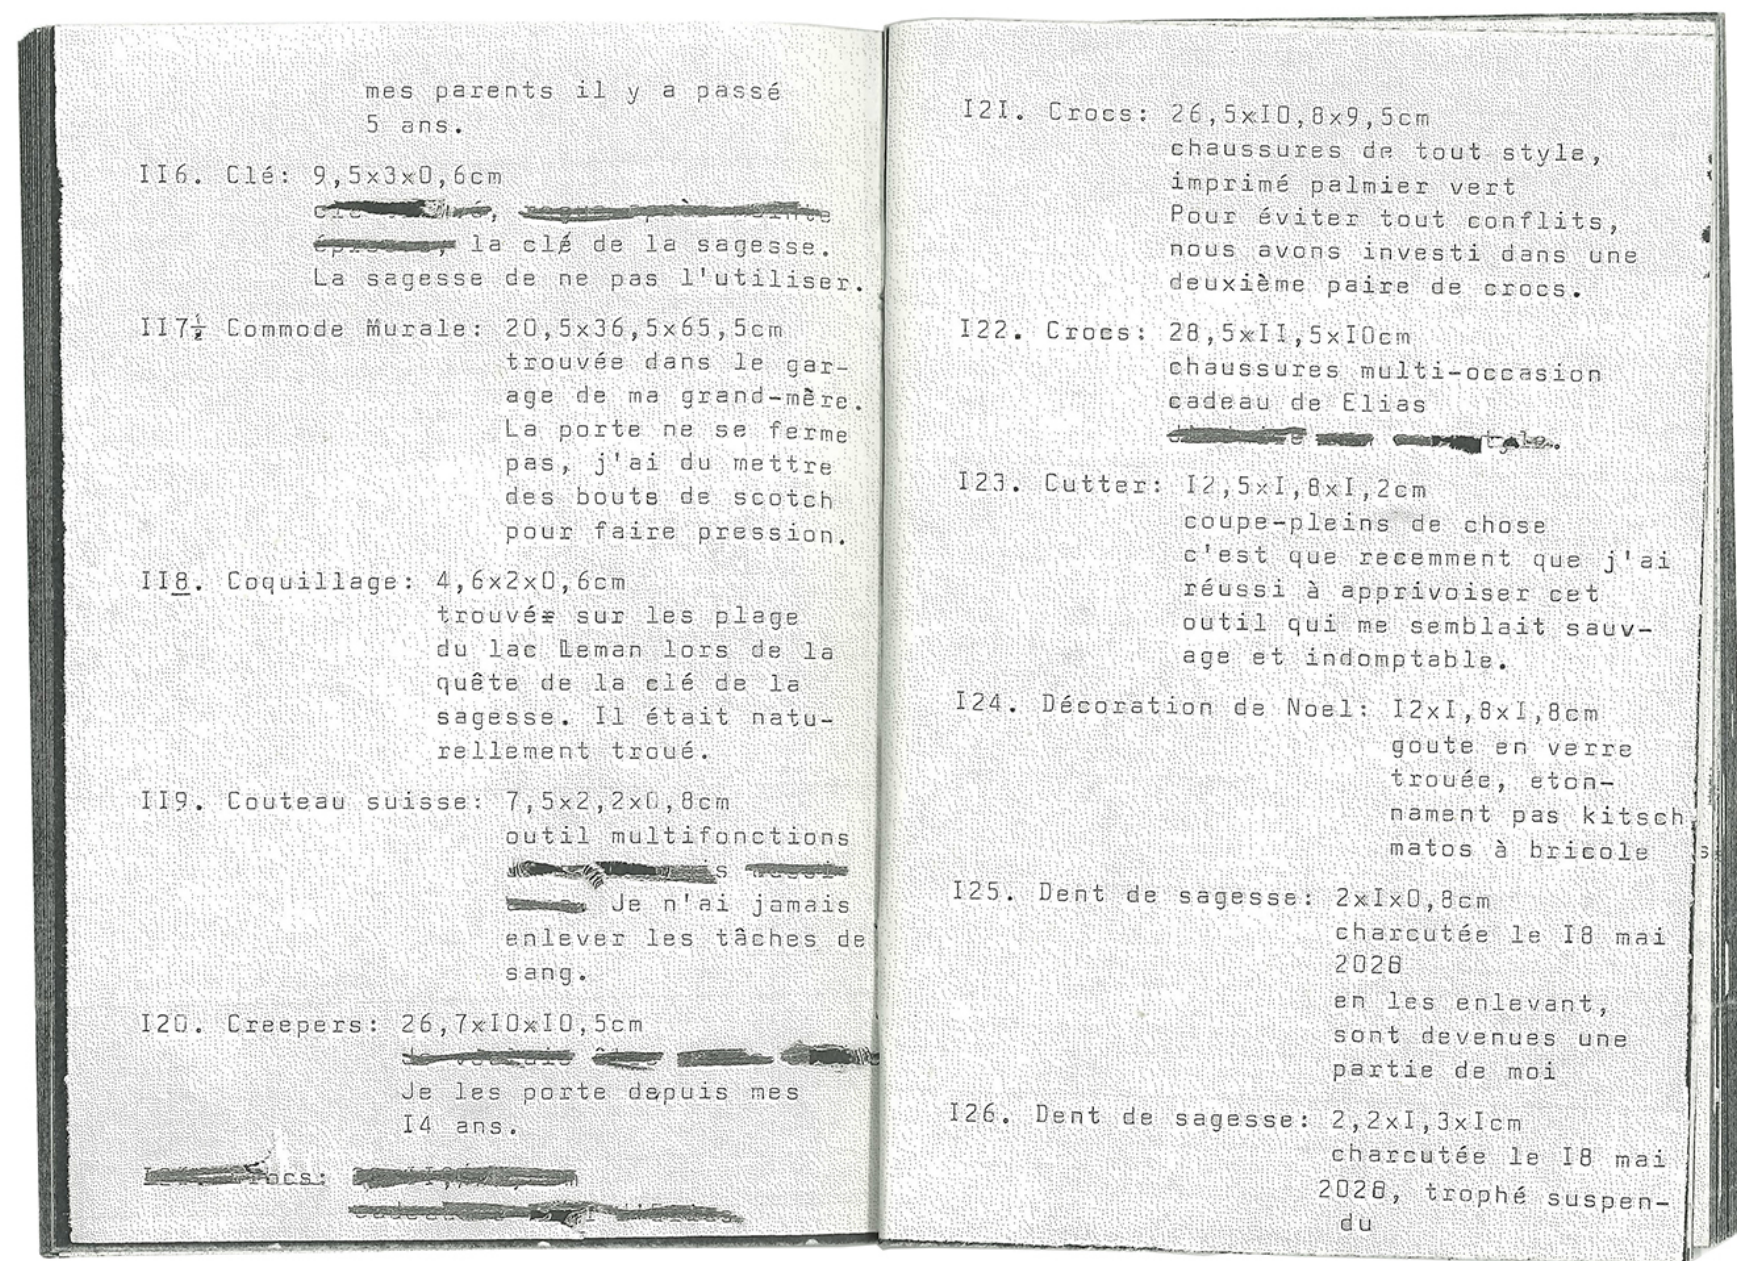 mes parents il y a passé
5 ans.
II6. Clé: 9,5x3x0,6cm
la clé de la sagesse.
La sagesse de ne pas l'utiliser.
II7½ Commode Murale: 20,5x36,5x65,5cm
trouvée dans le gar-
age de ma grand-mère.
La porte ne se ferme
pas, j'ai du mettre
des bouts de scotch
pour faire pression.
II8. Coquillage: 4,6x2x0,6cm
trouvé sur les plage
du lac Leman lors de la
quête de la clé de la
sagesse. Il était natu-
rellement troué.
II9. Couteau suisse: 7,5x2,2x0,8cm
outil multifonctions
Je n'ai jamais
enlever les tâches de
sang.
I20. Creepers: 26,7xI0xI0,5cm
Je les porte depuis mes
I4 ans.
I2I. Crocs: 26,5xI0,8x9,5cm
chaussures de tout style,
imprimé palmier vert
Pour éviter tout conflits,
nous avons investi dans une
deuxième paire de crocs.
I22. Crocs: 28,5xII,5xI0cm
chaussures multi-occasion
cadeau de Elias
I23. Cutter: I2,5xI,8xI,2cm
coupe-pleins de chose
c'est que recemment que j'ai
réussi à apprivoiser cet
outil qui me semblait sauv-
age et indomptable.
I24. Décoration de Noel: I2xI,8xI,8cm
goute en verre
trouée, eton-
nament pas kitsch,
matos à bricole
I25. Dent de sagesse: 2xIx0,8cm
charcutée le I8 mai
2028
en les enlevant,
sont devenues une
partie de moi
I26. Dent de sagesse: 2,2xI,3xIcm
charcutée le I8 mai
2028, trophé suspen-
du